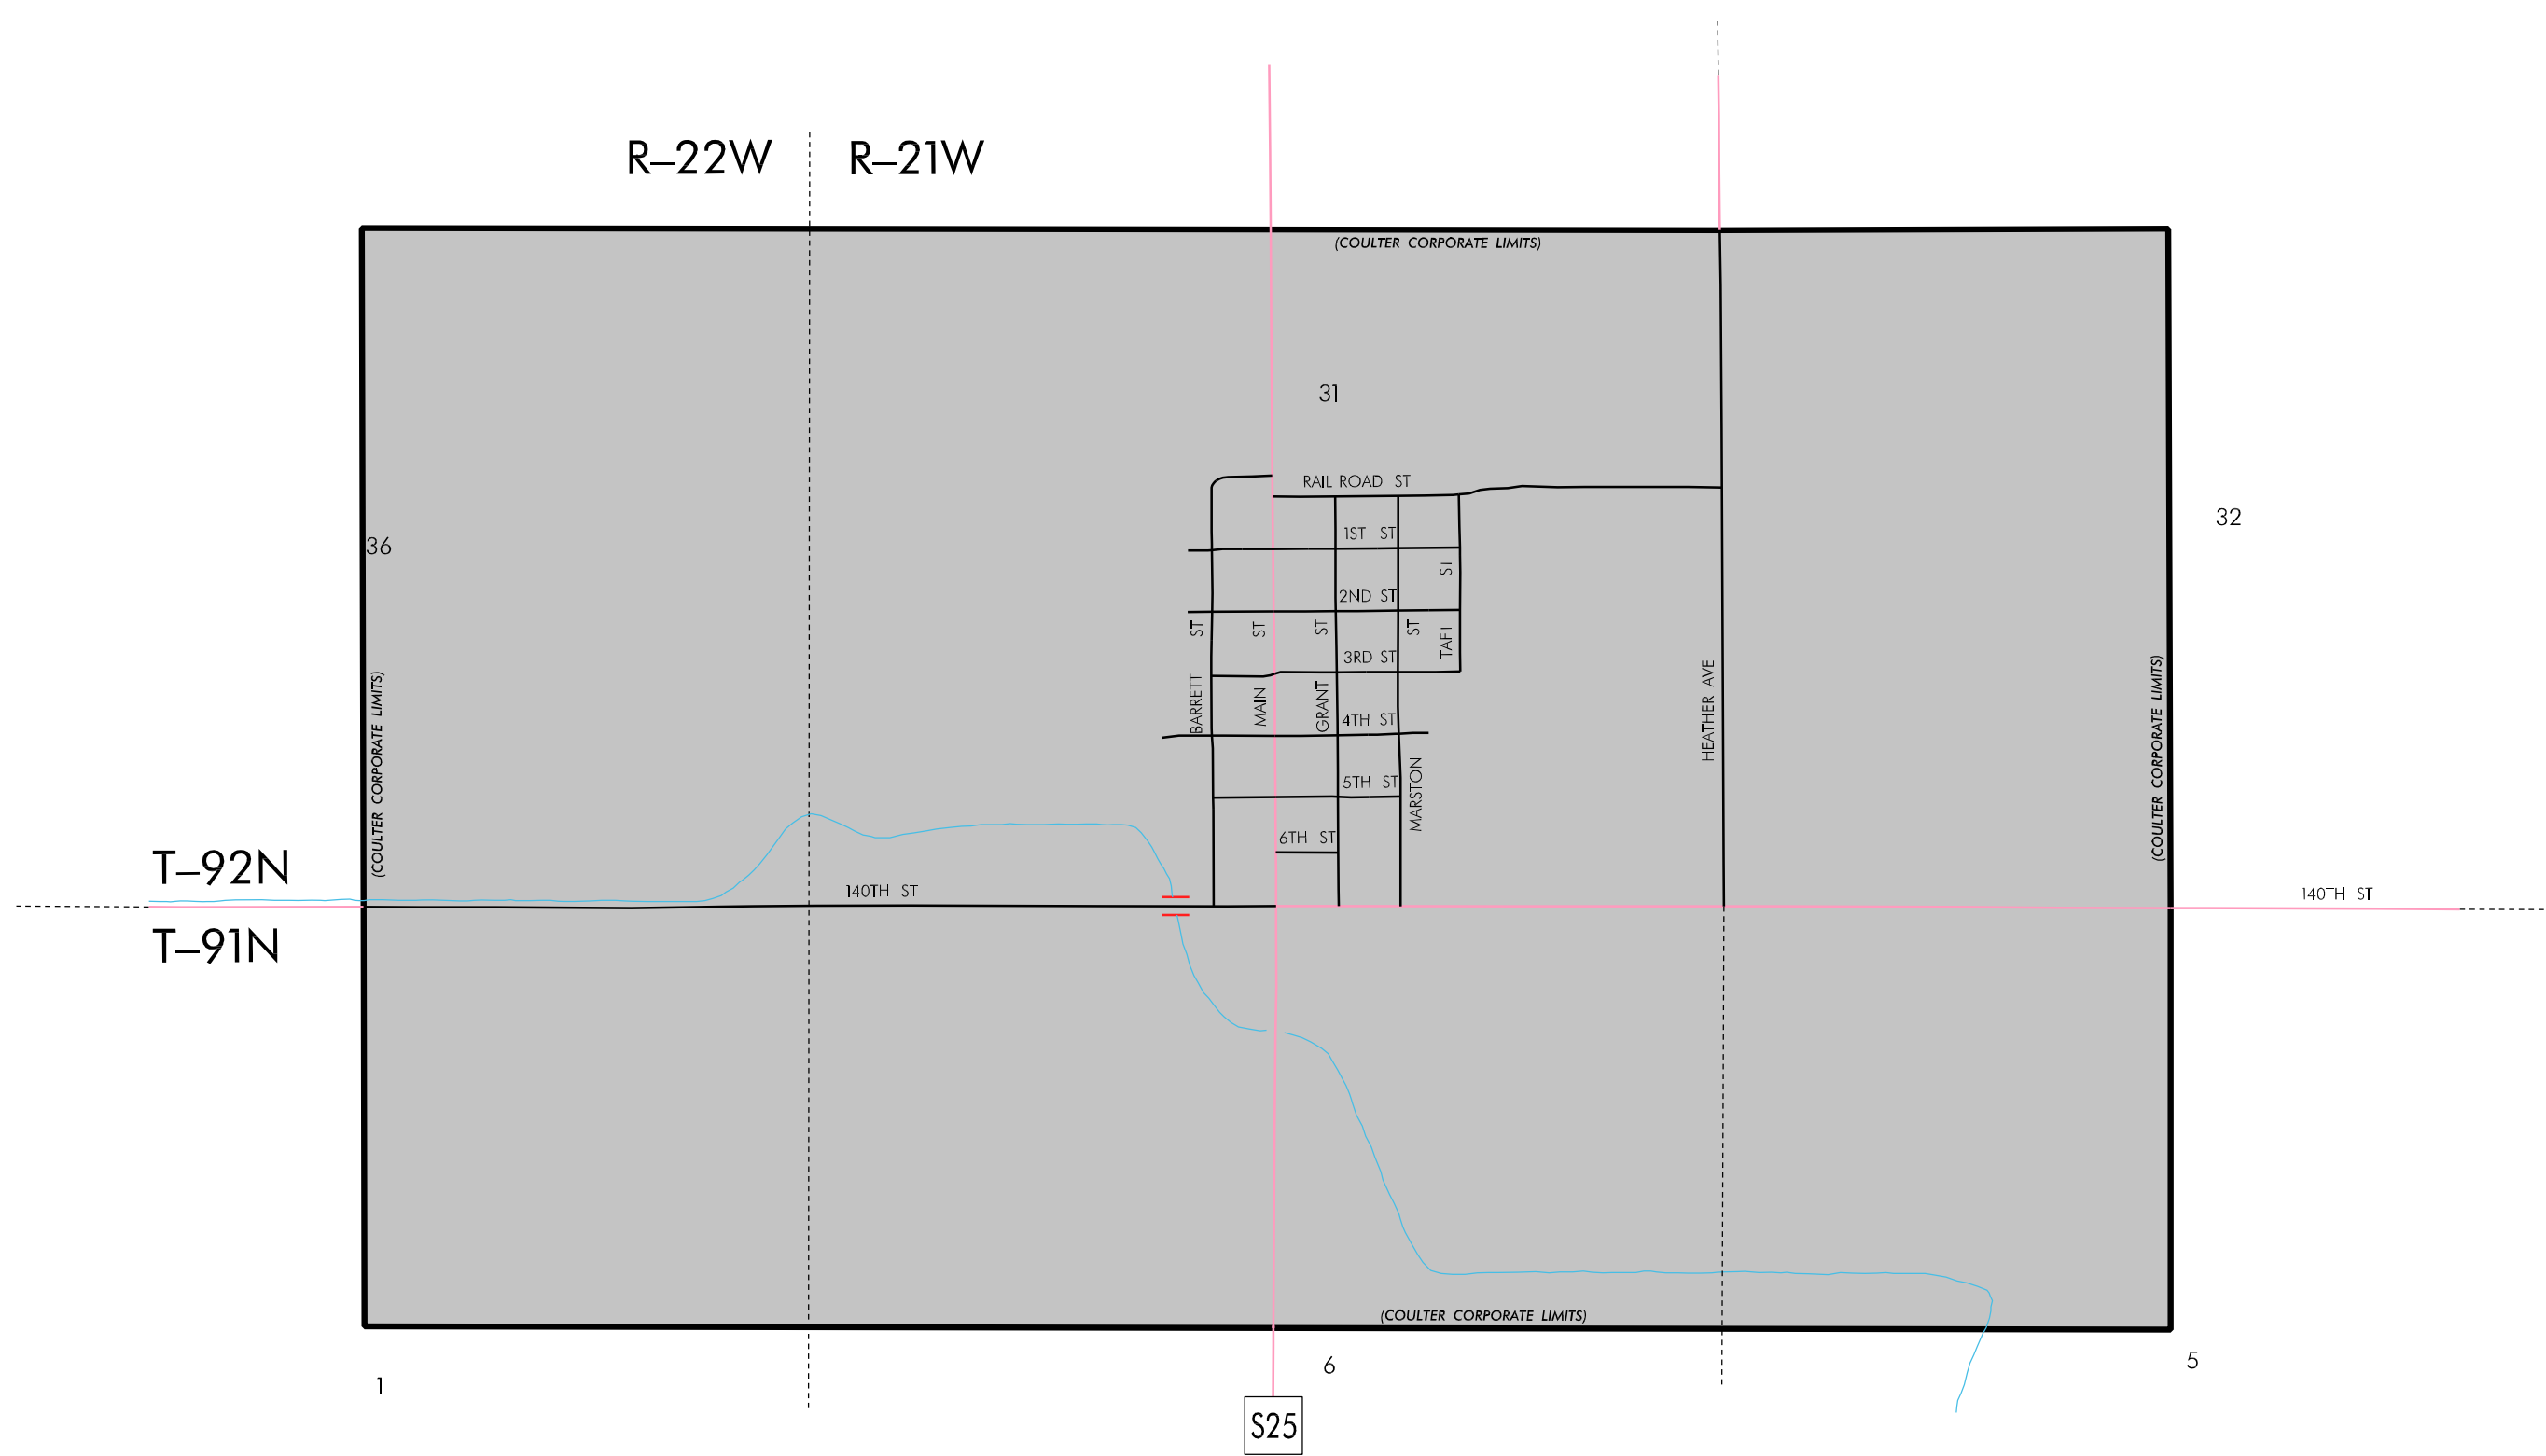 R–22W
R–21W
(COULTER CORPORATE LIMITS)
31
RAIL ROAD ST
32
1ST ST
36
2ND ST
3RD ST
4TH ST
5TH ST
6TH ST
BARRETT ST
MAIN ST
GRANT ST
MARSTON ST
TAFT ST
HEATHER AVE
(COULTER CORPORATE LIMITS)
(COULTER CORPORATE LIMITS)
T–92N
140TH ST
140TH ST
T–91N
(COULTER CORPORATE LIMITS)
1
6
5
S25